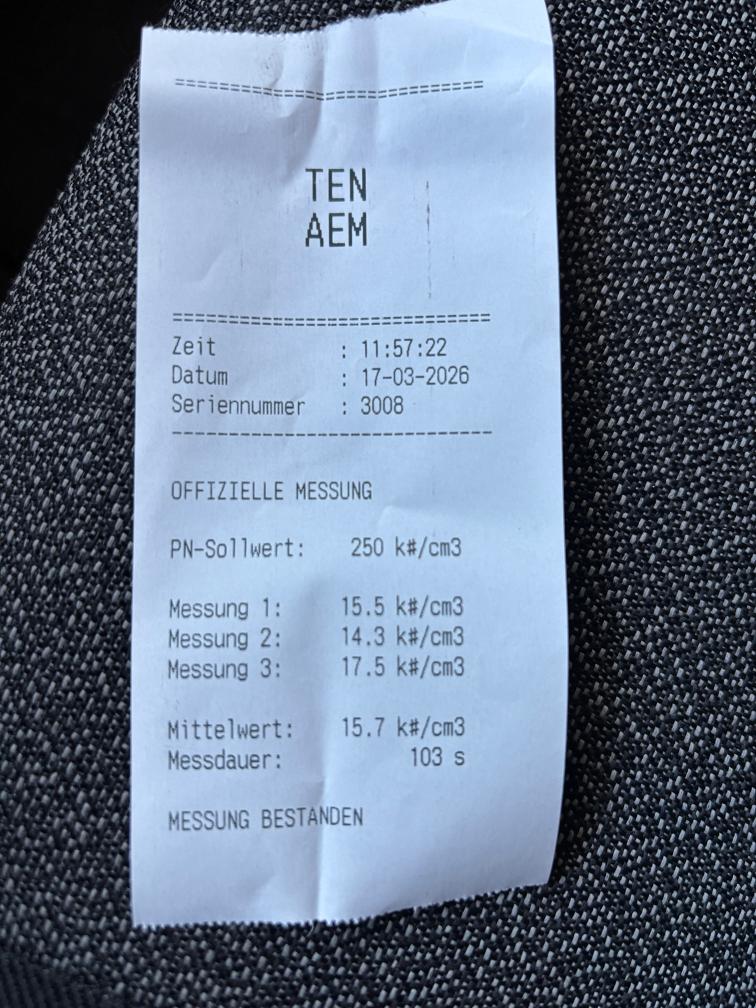 TEN
AEM
Zeit : 11:57:22
Datum : 17-03-2026
Seriennummer : 3008
OFFIZIELLE MESSUNG
PN-Sollwert: 250 k#/cm3
Messung 1: 15.5 k#/cm3
Messung 2: 14.3 k#/cm3
Messung 3: 17.5 k#/cm3
Mittelwert: 15.7 k#/cm3
Messdauer: 103 s
MESSUNG BESTANDEN